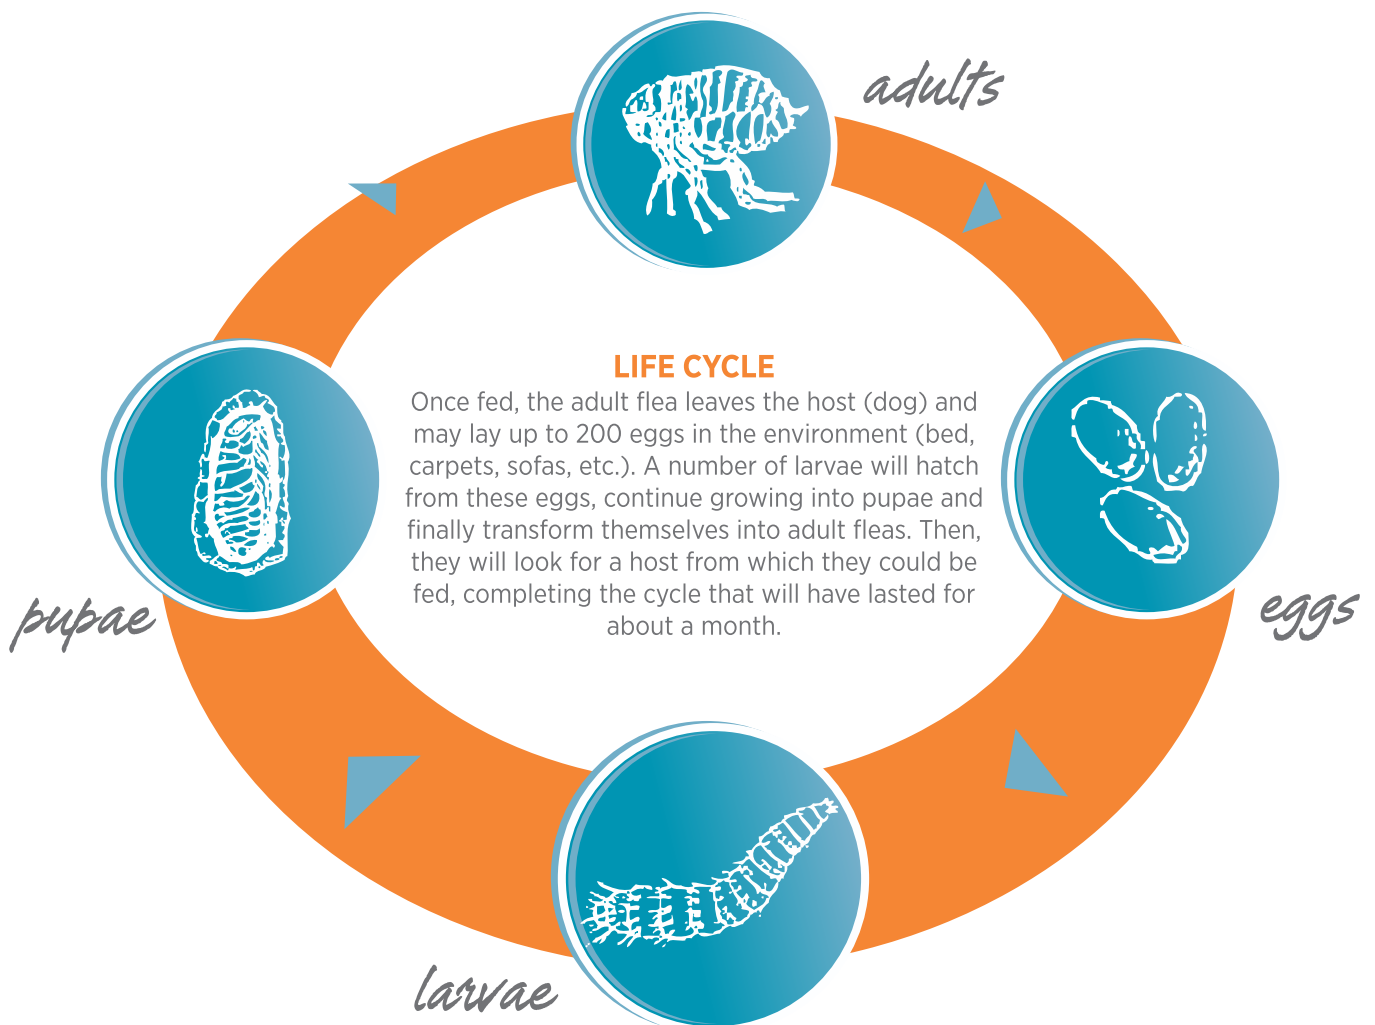 adults
LIFE CYCLE
Once fed, the adult flea leaves the host (dog) and
may lay up to 200 eggs in the environment (bed,
carpets, sofas, etc.). A number of larvae will hatch
from these eggs, continue growing into pupae and
finally transform themselves into adult fleas. Then,
they will look for a host from which they could be
fed, completing the cycle that will have lasted for
about a month.
pupae
eggs
larvae